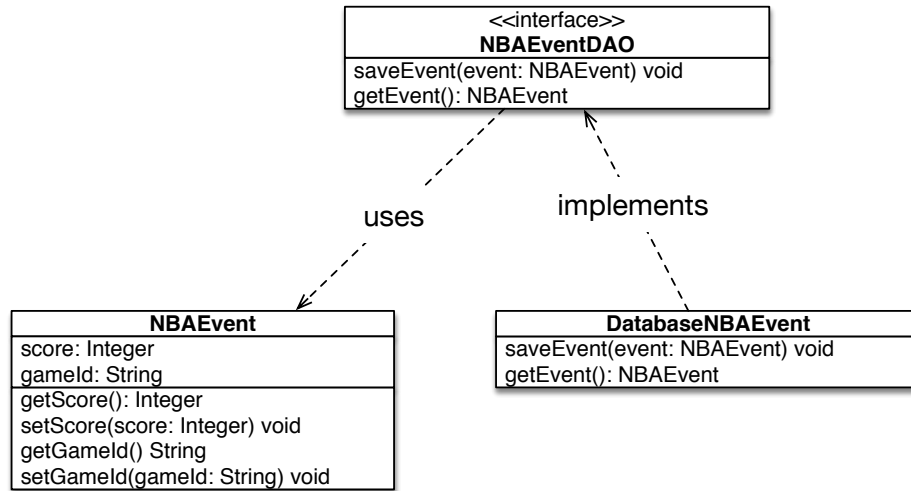 <<interface>>
NBAEventDAO
saveEvent(event: NBAEvent) void
getEvent(): NBAEvent
uses
implements
NBAEvent
score: Integer
gameId: String
getScore(): Integer
setScore(score: Integer) void
getGameId() String
setGameId(gameId: String) void
DatabaseNBAEvent
saveEvent(event: NBAEvent) void
getEvent(): NBAEvent